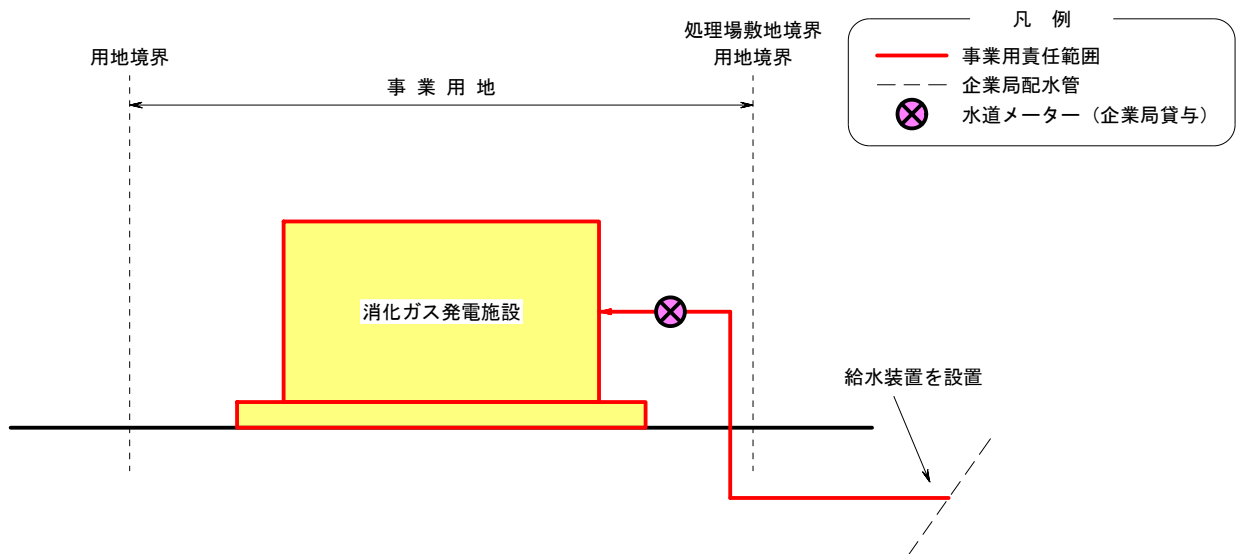 処理場敷地境界
用地境界
用地境界
事業用地
凡例
事業用責任範囲
企業局配水管
水道メーター（企業局貸与）
消化ガス発電施設
給水装置を設置